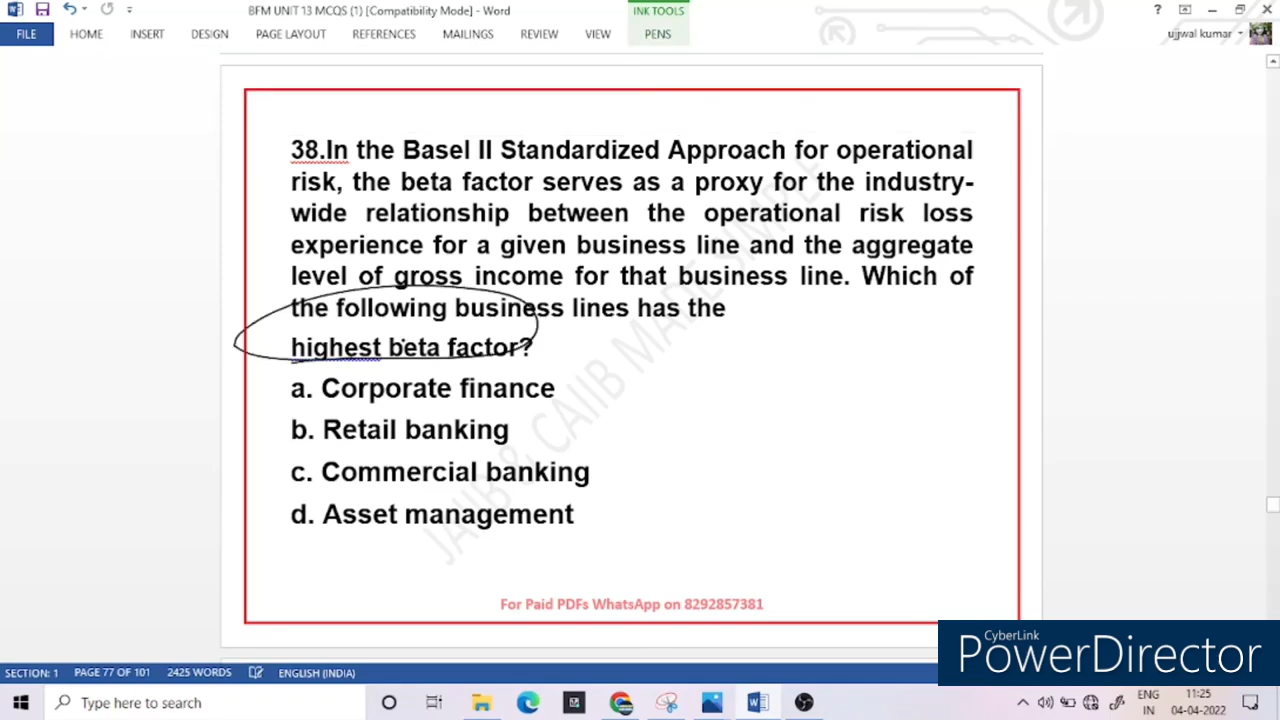 BFM UNIT 13 MCQS (1) [Compatibility Mode] - Word
INK TOOLS
FILE HOME INSERT DESIGN PAGE LAYOUT REFERENCES MAILINGS REVIEW VIEW PENS
ujjwal kumar
38.In the Basel II Standardized Approach for operational
risk, the beta factor serves as a proxy for the industry-
wide relationship between the operational risk loss
experience for a given business line and the aggregate
level of gross income for that business line. Which of
the following business lines has the
highest beta factor?
a. Corporate finance
b. Retail banking
c. Commercial banking
d. Asset management
JAIIB & CAIIB MADE SIMPLE
For Paid PDFs WhatsApp on 8292857381
CyberLink
PowerDirector
SECTION: 1 PAGE 77 OF 101 2425 WORDS ENGLISH (INDIA)
Type here to search
ENG
IN
11:25
04-04-2022